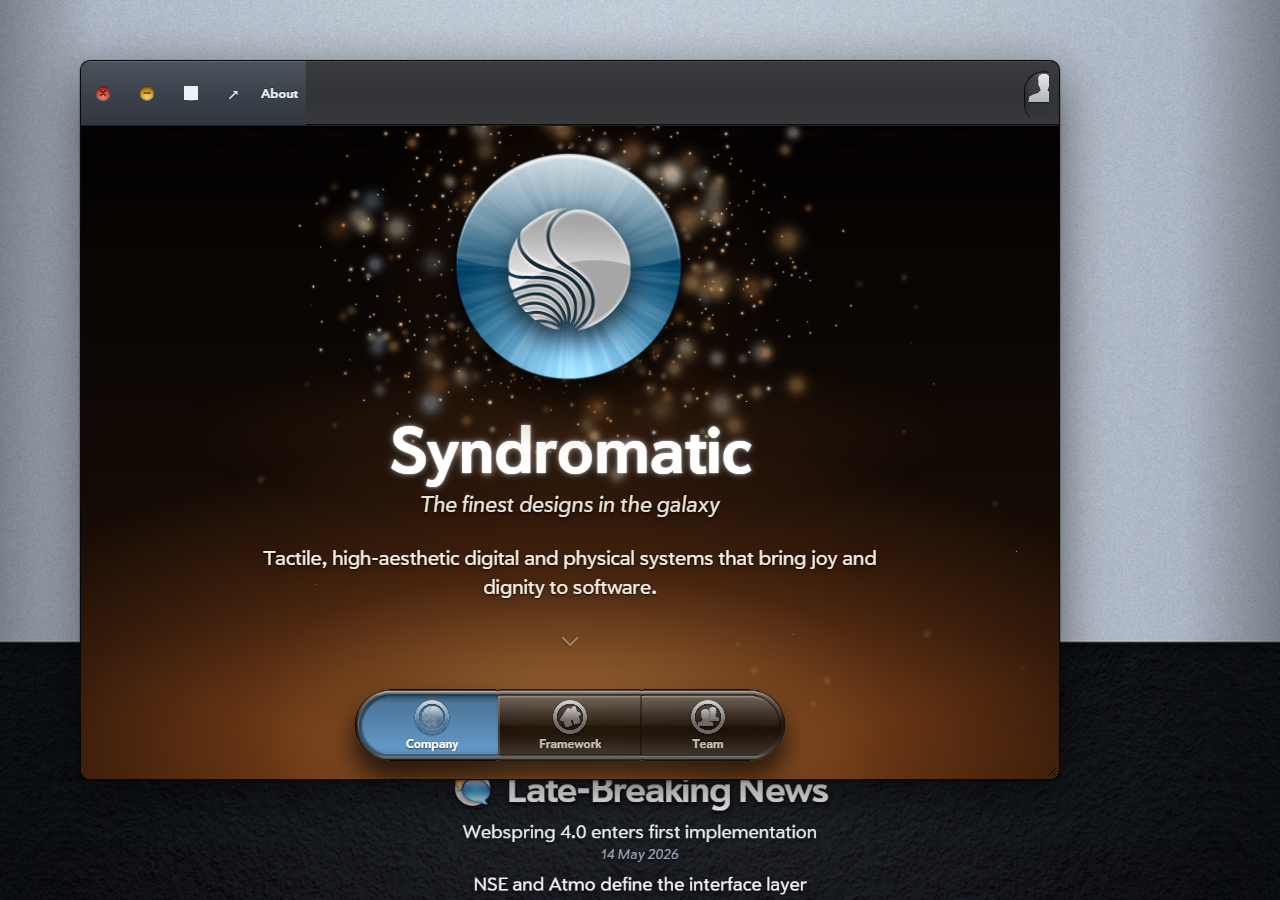 About
Syndromatic
The finest designs in the galaxy
Tactile, high-aesthetic digital and physical systems that bring joy and
dignity to software.
Company Framework Team
Late-Breaking News
Webspring 4.0 enters first implementation
14 May 2026
NSE and Atmo define the interface layer